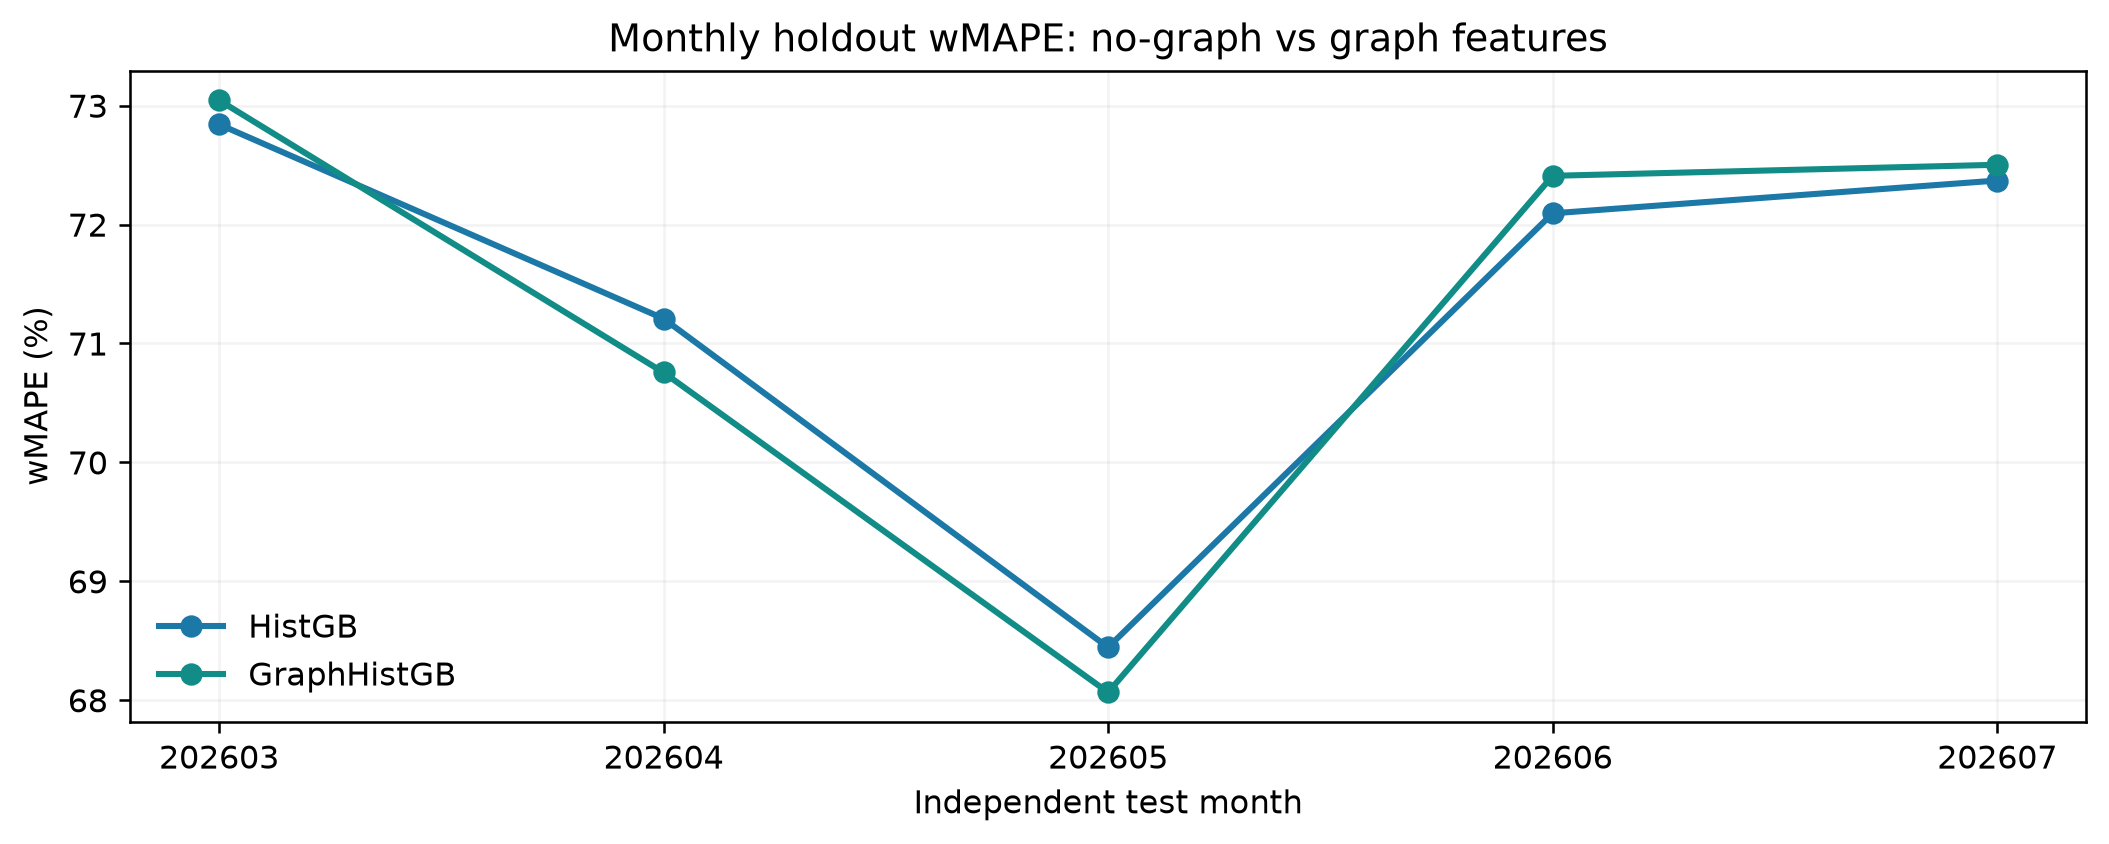 Monthly holdout wMAPE: no-graph vs graph features
wMAPE (%)
73
72
71
70
69
68
HistGB
GraphHistGB
202603
202604
202605
202606
202607
Independent test month